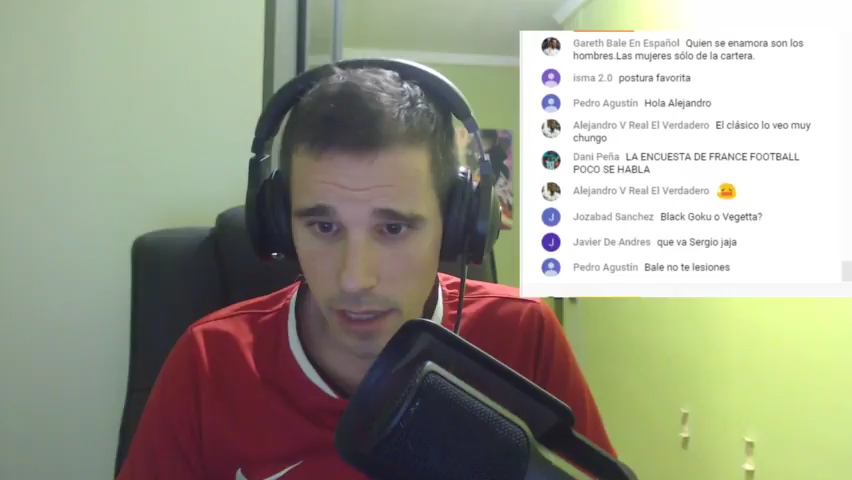 Gareth Bale En Español Quien se enamora son los
hombres.Las mujeres sólo de la cartera.
isma 2.0 postura favorita
Pedro Agustín Hola Alejandro
Alejandro V Real El Verdadero El clásico lo veo muy
chungo
Dani Peña LA ENCUESTA DE FRANCE FOOTBALL
POCO SE HABLA
Alejandro V Real El Verdadero
J Jozabad Sanchez Black Goku o Vegetta?
J Javier De Andres que va Sergio jaja
Pedro Agustín Bale no te lesiones